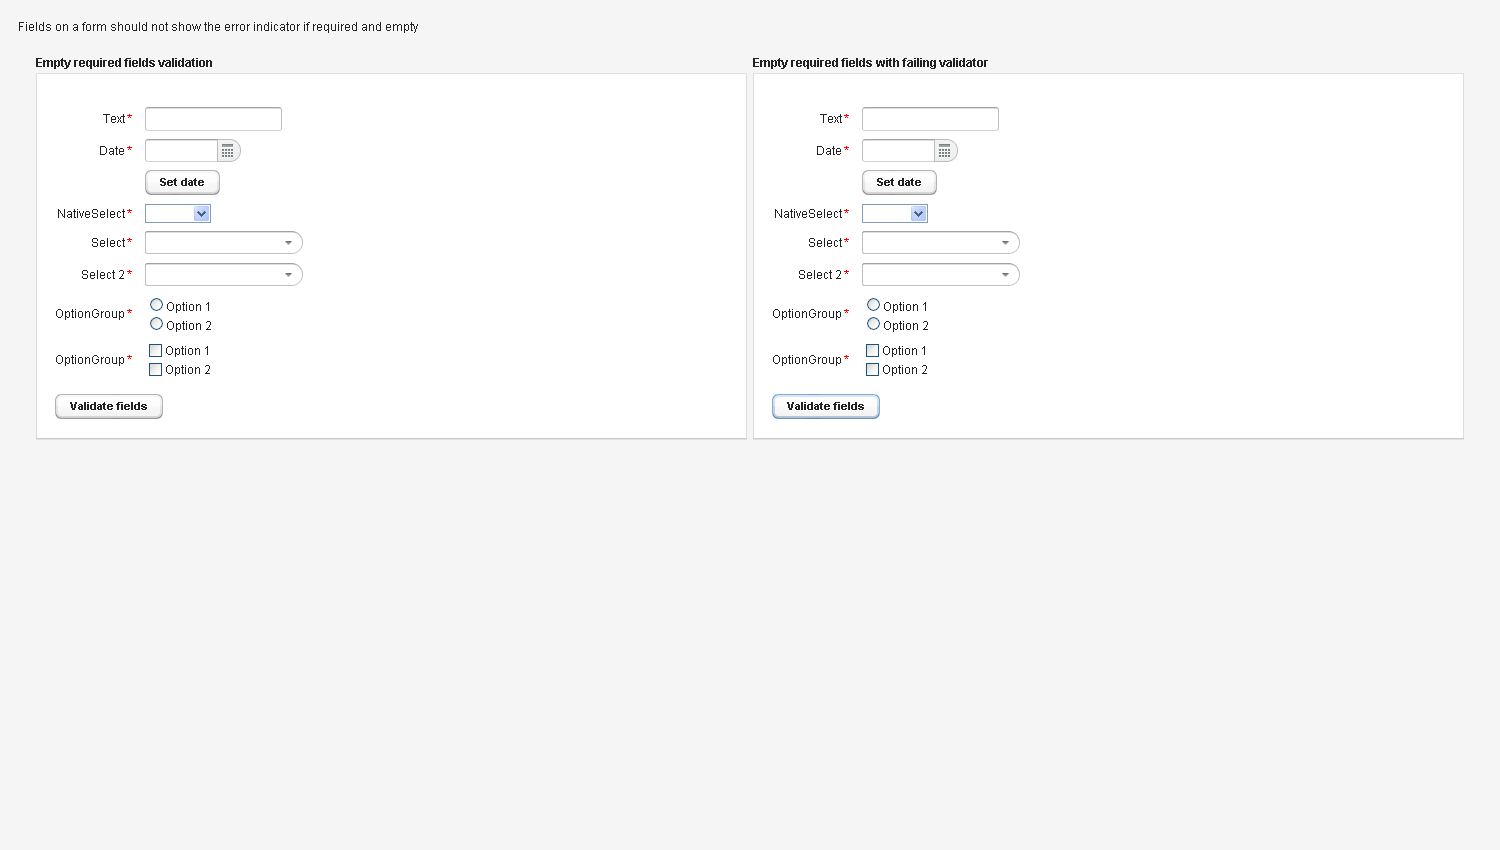 Fields on a form should not show the error indicator if required and empty
Empty required fields validation
Text*
Date*
Set date
NativeSelect*
Select*
Select 2*
OptionGroup*
Option 1
Option 2
OptionGroup*
Option 1
Option 2
Validate fields
Empty required fields with failing validator
Text*
Date*
Set date
NativeSelect*
Select*
Select 2*
OptionGroup*
Option 1
Option 2
OptionGroup*
Option 1
Option 2
Validate fields